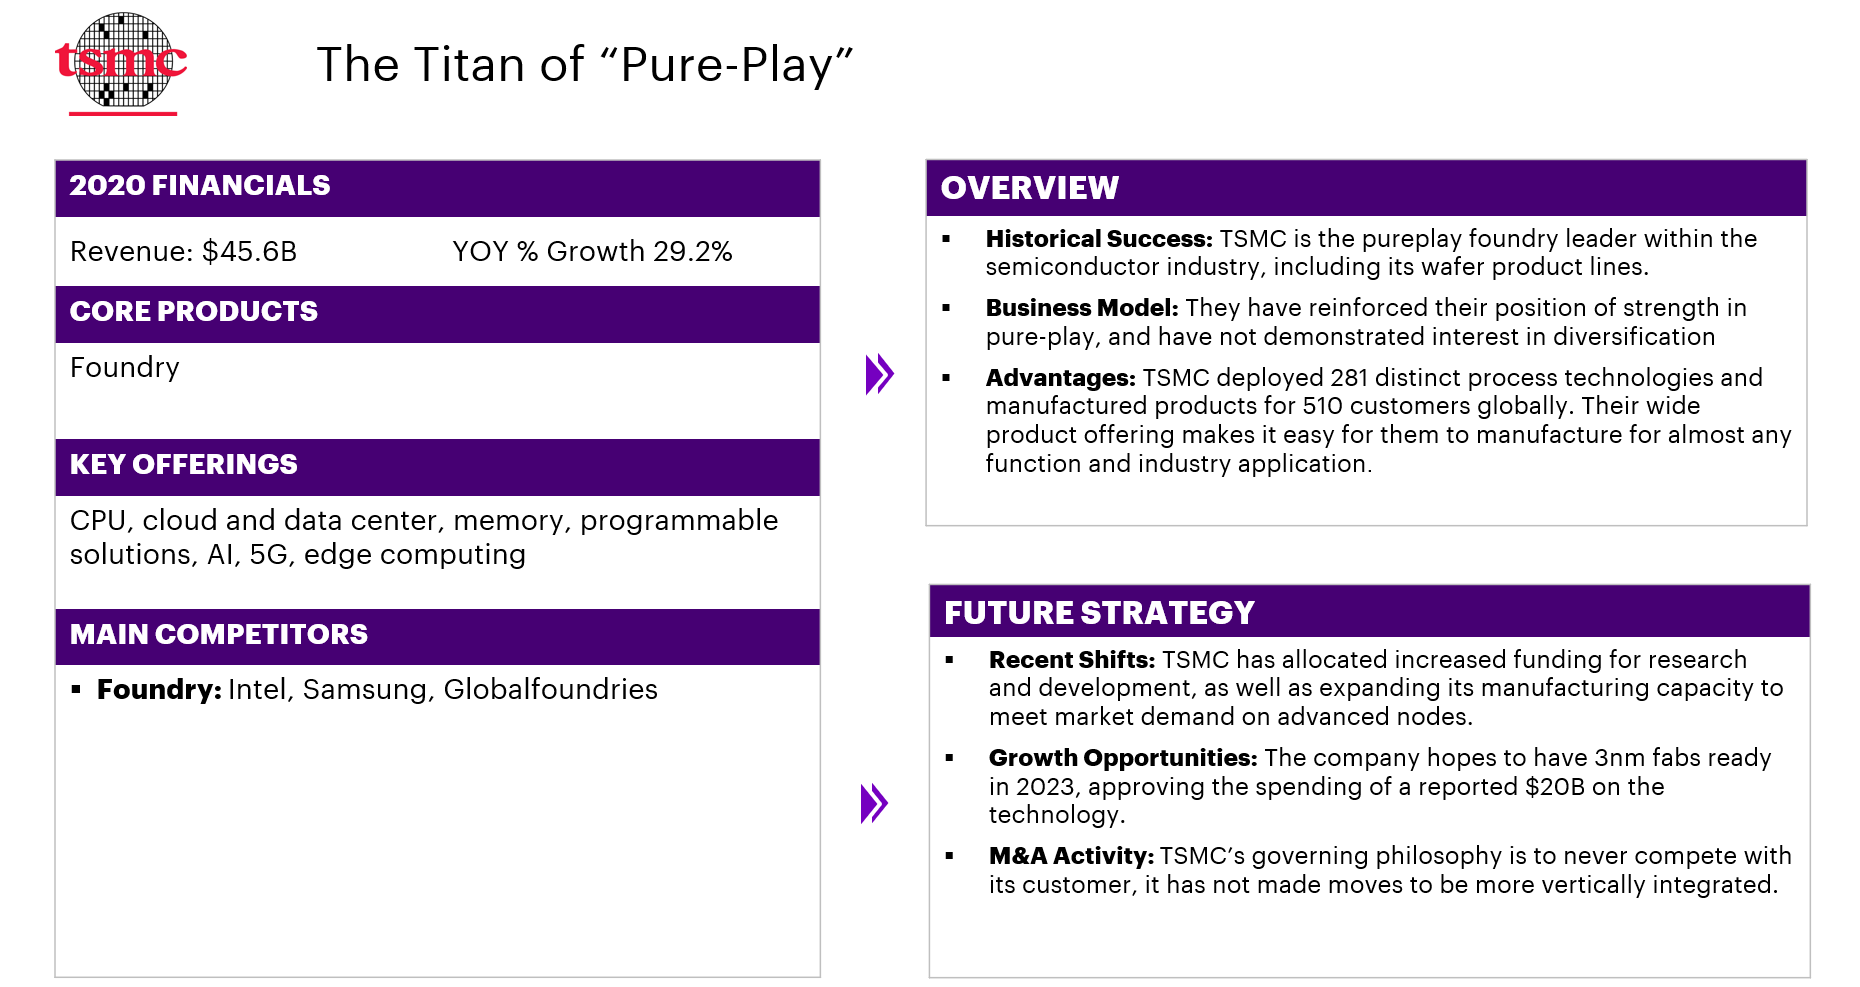 tsmc
The Titan of “Pure-Play”
2020 FINANCIALS
Revenue: $45.6B YOY % Growth 29.2%
CORE PRODUCTS
Foundry
KEY OFFERINGS
CPU, cloud and data center, memory, programmable
solutions, AI, 5G, edge computing
MAIN COMPETITORS
▪ Foundry: Intel, Samsung, Globalfoundries
OVERVIEW
▪ Historical Success: TSMC is the pureplay foundry leader within the
semiconductor industry, including its wafer product lines.
▪ Business Model: They have reinforced their position of strength in
pure-play, and have not demonstrated interest in diversification
▪ Advantages: TSMC deployed 281 distinct process technologies and
manufactured products for 510 customers globally. Their wide
product offering makes it easy for them to manufacture for almost any
function and industry application.
FUTURE STRATEGY
▪ Recent Shifts: TSMC has allocated increased funding for research
and development, as well as expanding its manufacturing capacity to
meet market demand on advanced nodes.
▪ Growth Opportunities: The company hopes to have 3nm fabs ready
in 2023, approving the spending of a reported $20B on the
technology.
▪ M&A Activity: TSMC’s governing philosophy is to never compete with
its customer, it has not made moves to be more vertically integrated.